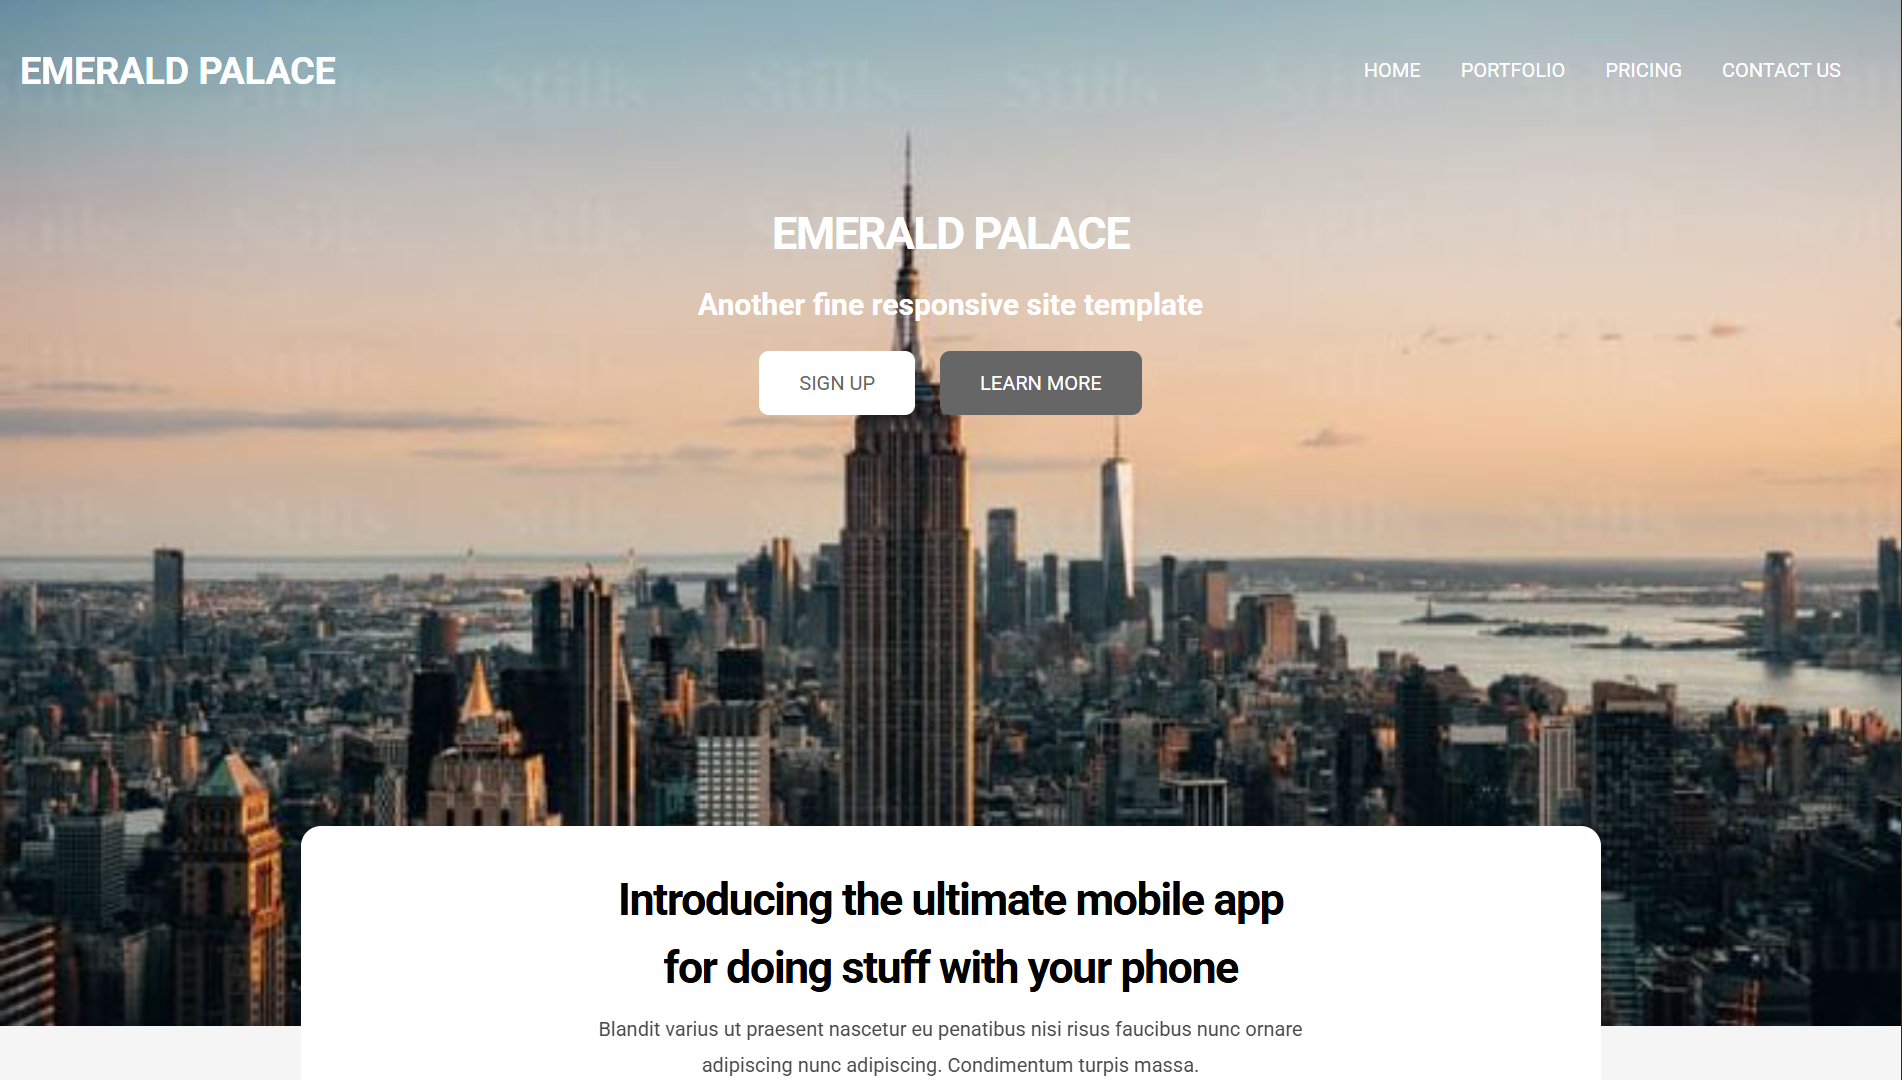 EMERALD PALACE
HOME PORTFOLIO PRICING CONTACT US
EMERALD PALACE
Another fine responsive site template
SIGN UP LEARN MORE
Introducing the ultimate mobile app
for doing stuff with your phone
Blandit varius ut praesent nascetur eu penatibus nisi risus faucibus nunc ornare
adipiscing nunc adipiscing. Condimentum turpis massa.